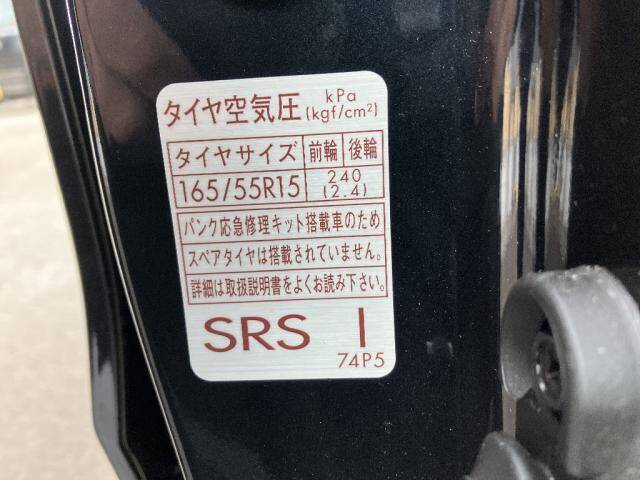 タイヤ空気圧 kPa (kgf/cm²)
タイヤサイズ 前輪 後輪
165/55R15 240 (2.4)
パンク応急修理キット搭載車のため
スペアタイヤは搭載されていません。
詳細は取扱説明書をよくお読み下さい。
SRS I
74P5